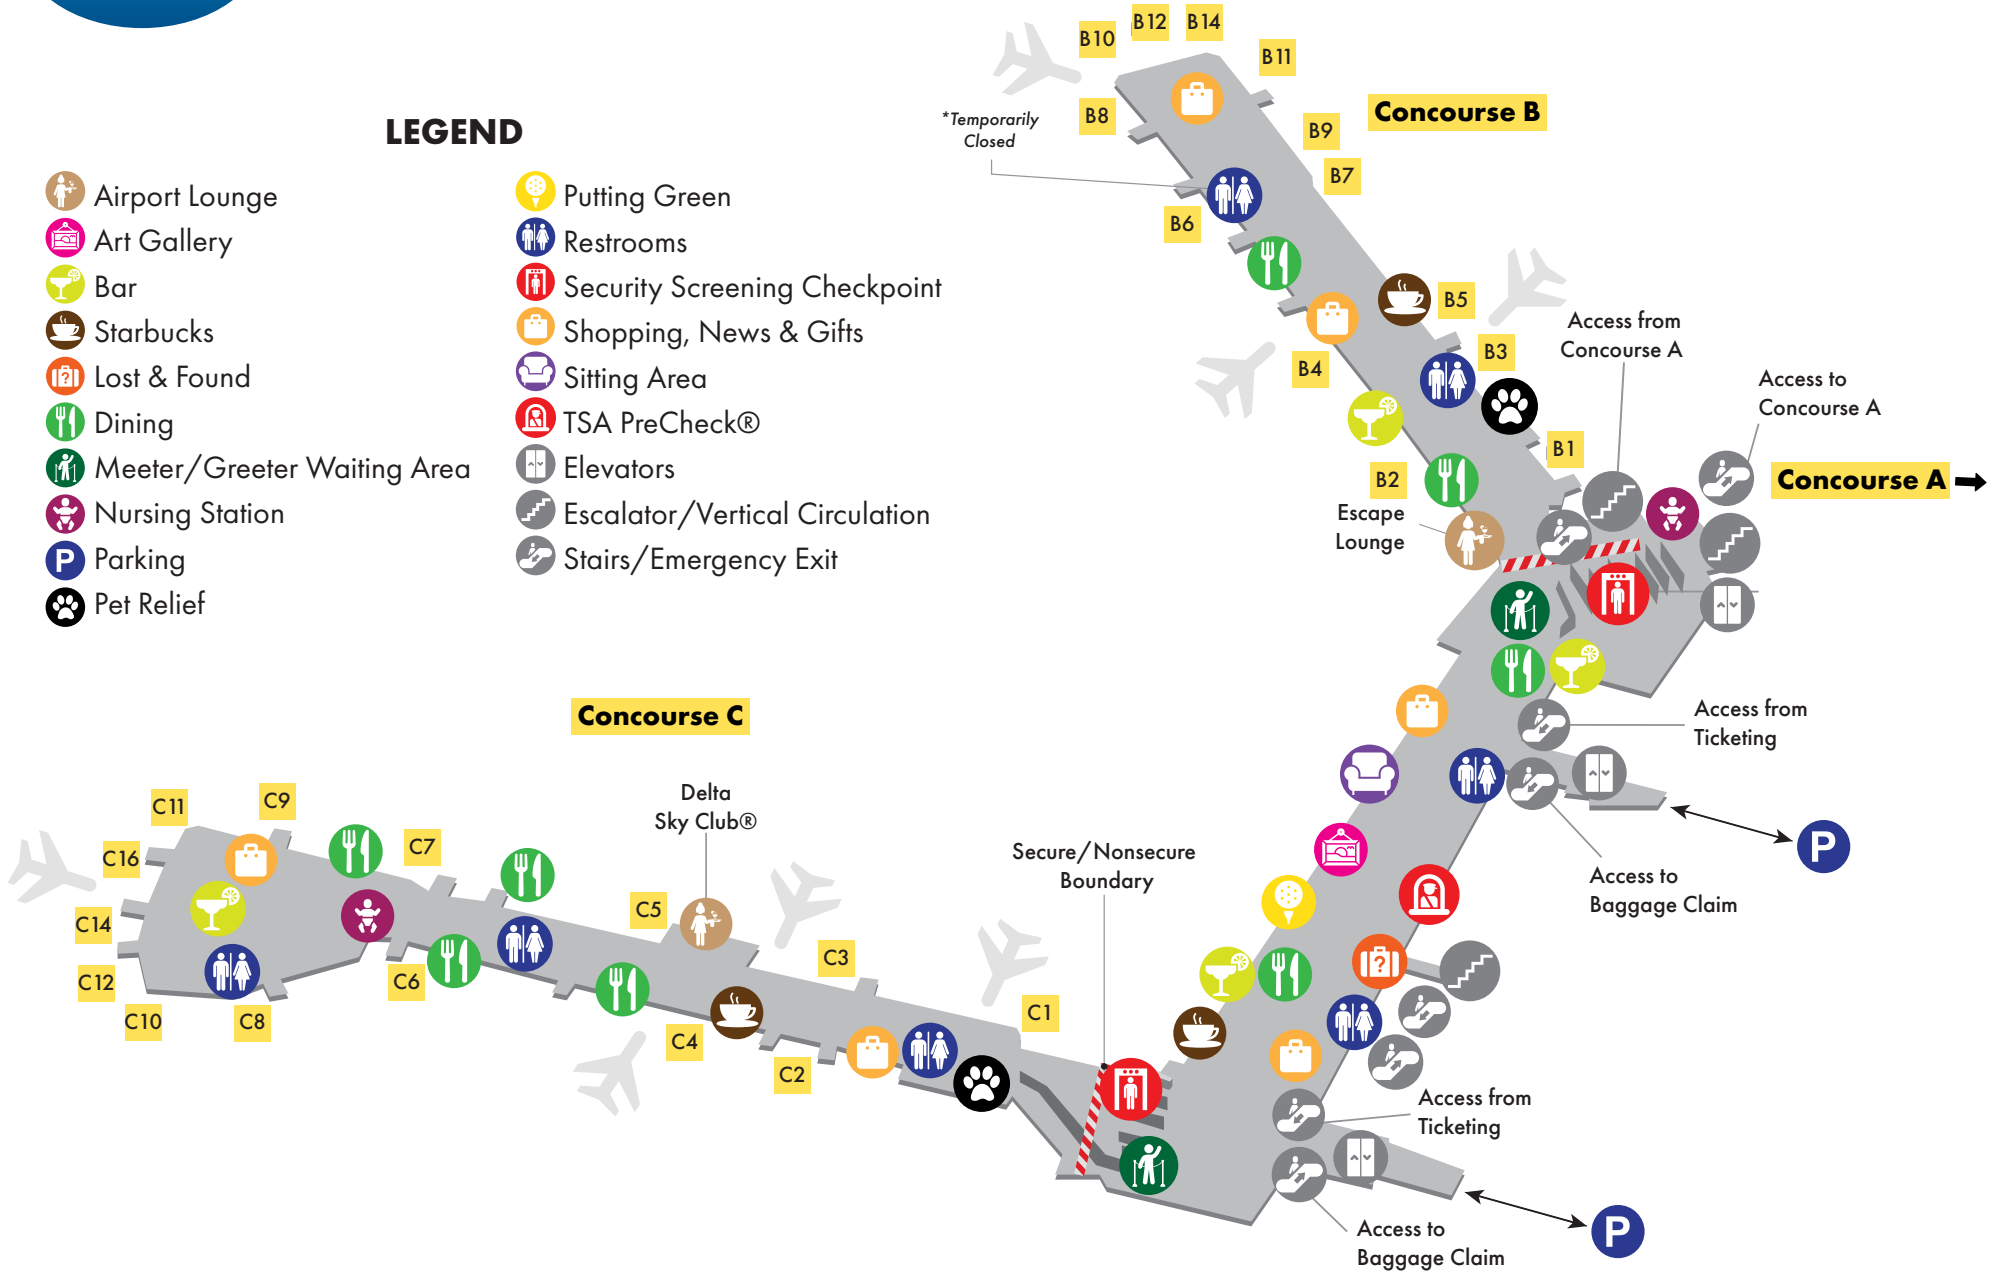 LEGEND
Airport Lounge
Art Gallery
Bar
Starbucks
Lost & Found
Dining
Meeter/Greeter Waiting Area
Nursing Station
P
Parking
Pet Relief
Putting Green
Restrooms
Security Screening Checkpoint
Shopping, News & Gifts
Sitting Area
TSA PreCheck®
Elevators
Escalator/Vertical Circulation
Stairs/Emergency Exit
B10
B12
B14
B11
B8
*Temporarily
Closed
Concourse B
B9
B7
B6
B5
B3
B4
Access from
Concourse A
Access to
Concourse A
B1
B2
Concourse A
Escape
Lounge
Access from
Ticketing
P
Access to
Baggage Claim
Concourse C
C11
C9
C16
C7
C14
C12
C10
C8
C6
C5
Delta
Sky Club®
C3
C4
C2
C1
Secure/Nonsecure
Boundary
?
Access from
Ticketing
P
Access to
Baggage Claim